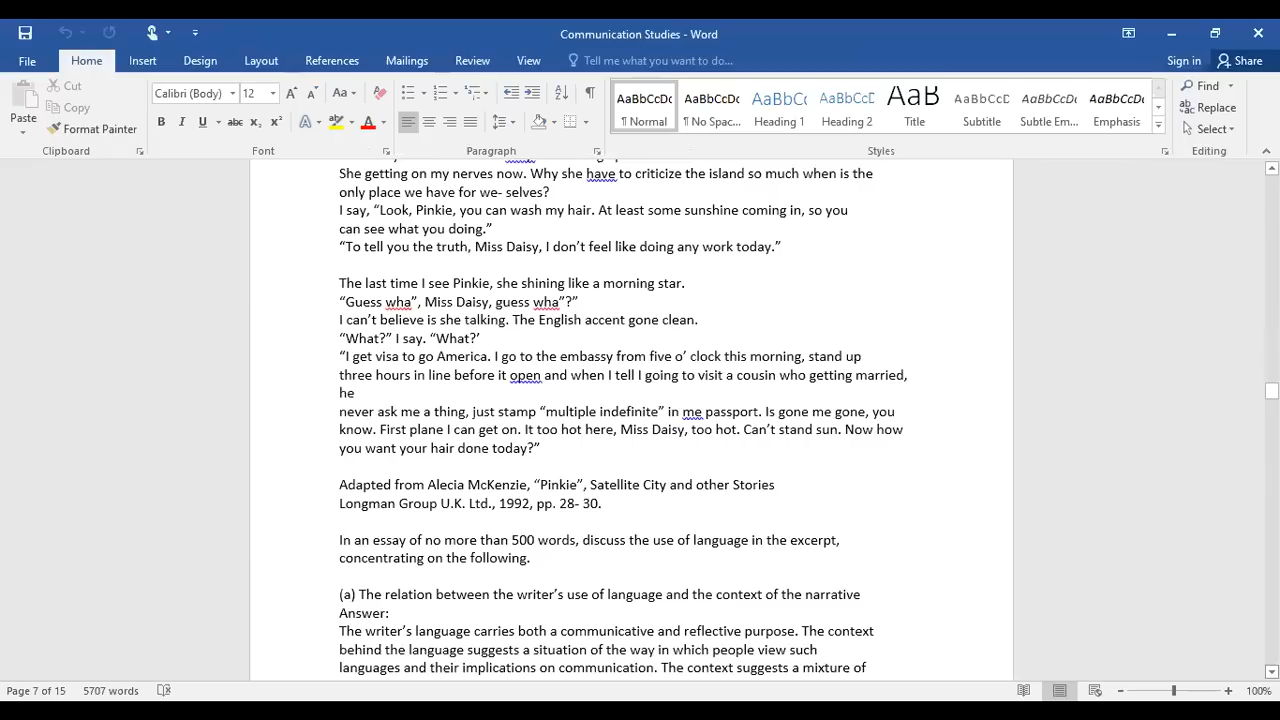 Communication Studies - Word
File
Home
Insert
Design
Layout
References
Mailings
Review
View
Tell me what you want to do...
Sign in
Share
Paste
Cut
Copy
Format Painter
Clipboard
Calibri (Body)
12
Font
Paragraph
AaBbCcDc
¶ Normal
AaBbCcDc
¶ No Spac...
AaBbCc
Heading 1
AaBbCcC
Heading 2
AaB
Title
AaBbCcC
Subtitle
AaBbCcDc
Subtle Em...
AaBbCcDc
Emphasis
Styles
Find
Replace
Select
Editing
She getting on my nerves now. Why she have to criticize the island so much when is the
only place we have for we- selves?
I say, “Look, Pinkie, you can wash my hair. At least some sunshine coming in, so you
can see what you doing.”
“To tell you the truth, Miss Daisy, I don’t feel like doing any work today.”
The last time I see Pinkie, she shining like a morning star.
“Guess wha”, Miss Daisy, guess wha”?”
I can’t believe is she talking. The English accent gone clean.
“What?” I say. “What?’
“I get visa to go America. I go to the embassy from five o’ clock this morning, stand up
three hours in line before it open and when I tell I going to visit a cousin who getting married,
he
never ask me a thing, just stamp “multiple indefinite” in me passport. Is gone me gone, you
know. First plane I can get on. It too hot here, Miss Daisy, too hot. Can’t stand sun. Now how
you want your hair done today?”
Adapted from Alecia McKenzie, “Pinkie”, Satellite City and other Stories
Longman Group U.K. Ltd., 1992, pp. 28- 30.
In an essay of no more than 500 words, discuss the use of language in the excerpt,
concentrating on the following.
(a) The relation between the writer’s use of language and the context of the narrative
Answer:
The writer’s language carries both a communicative and reflective purpose. The context
behind the language suggests a situation of the way in which people view such
languages and their implications on communication. The context suggests a mixture of
Page 7 of 15
5707 words
100%